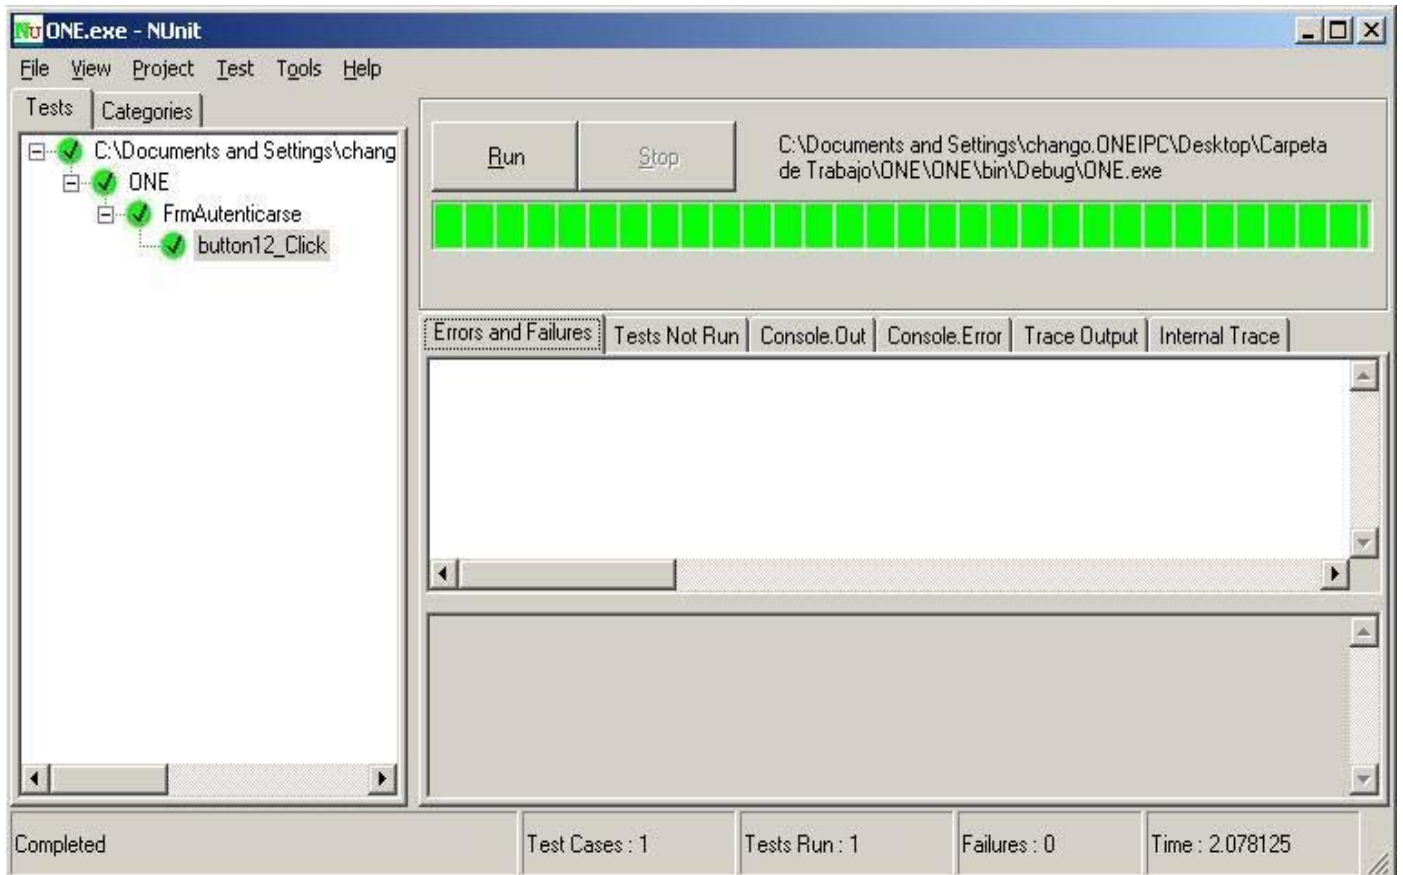 NU ONE.exe - NUnit
File View Project Test Tools Help
Tests Categories
C:\Documents and Settings\chang
ONE
FrmAutenticarse
button12_Click
Run Stop
C:\Documents and Settings\chango.ONEIPC\Desktop\Carpeta
de Trabajo\ONE\ONE\bin\Debug\ONE.exe
Errors and Failures Tests Not Run Console.Out Console.Error Trace Output Internal Trace
Completed Test Cases : 1 Tests Run : 1 Failures : 0 Time : 2.078125